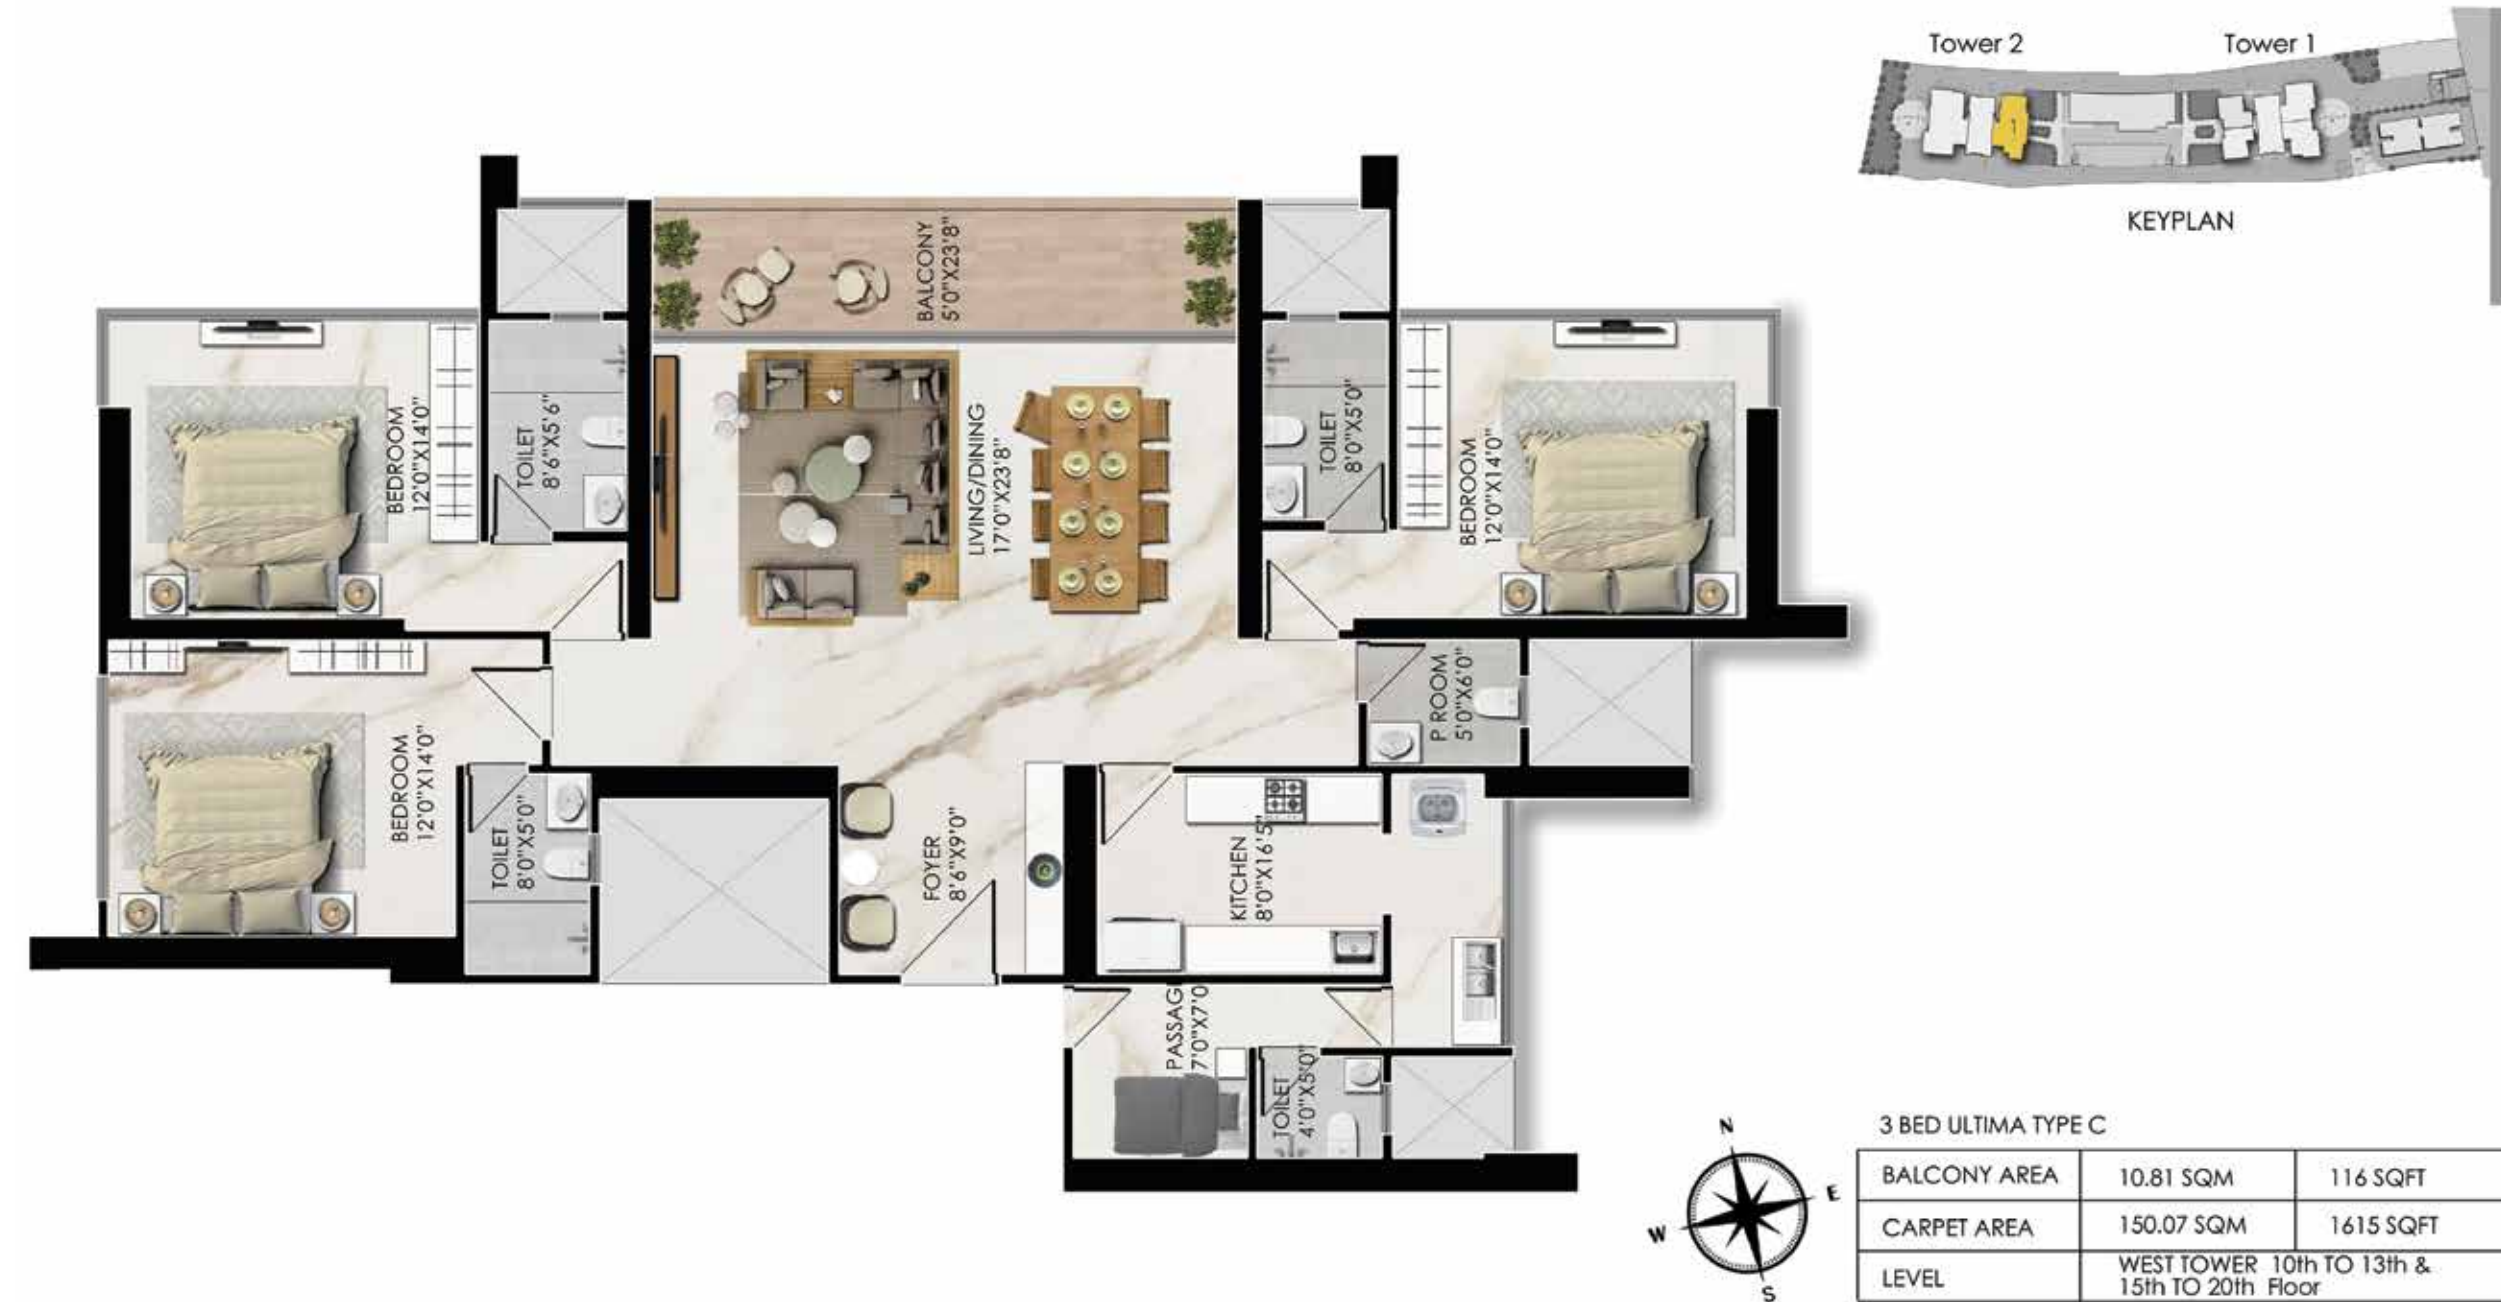 Tower 2
Tower 1
KEYPLAN
BALCONY
5'0"X23'8"
BEDROOM
12'0"X14'0"
TOILET
8'6"X5'6"
LIVING/DINING
17'0"X23'8"
TOILET
8'0"X5'0"
BEDROOM
12'0"X14'0"
BEDROOM
12'0"X14'0"
TOILET
8'0"X5'0"
FOYER
8'6"X9'0"
KITCHEN
8'0"X16'5"
P ROOM
5'0"X6'0"
PASSAG
7'0"X7'0
TOILET
4'0"X5'0"
N
E
W
S
3 BED ULTIMA TYPE C
BALCONY AREA 10.81 SQM 116 SQFT
CARPET AREA 150.07 SQM 1615 SQFT
LEVEL WEST TOWER 10th TO 13th &
15th TO 20th Floor